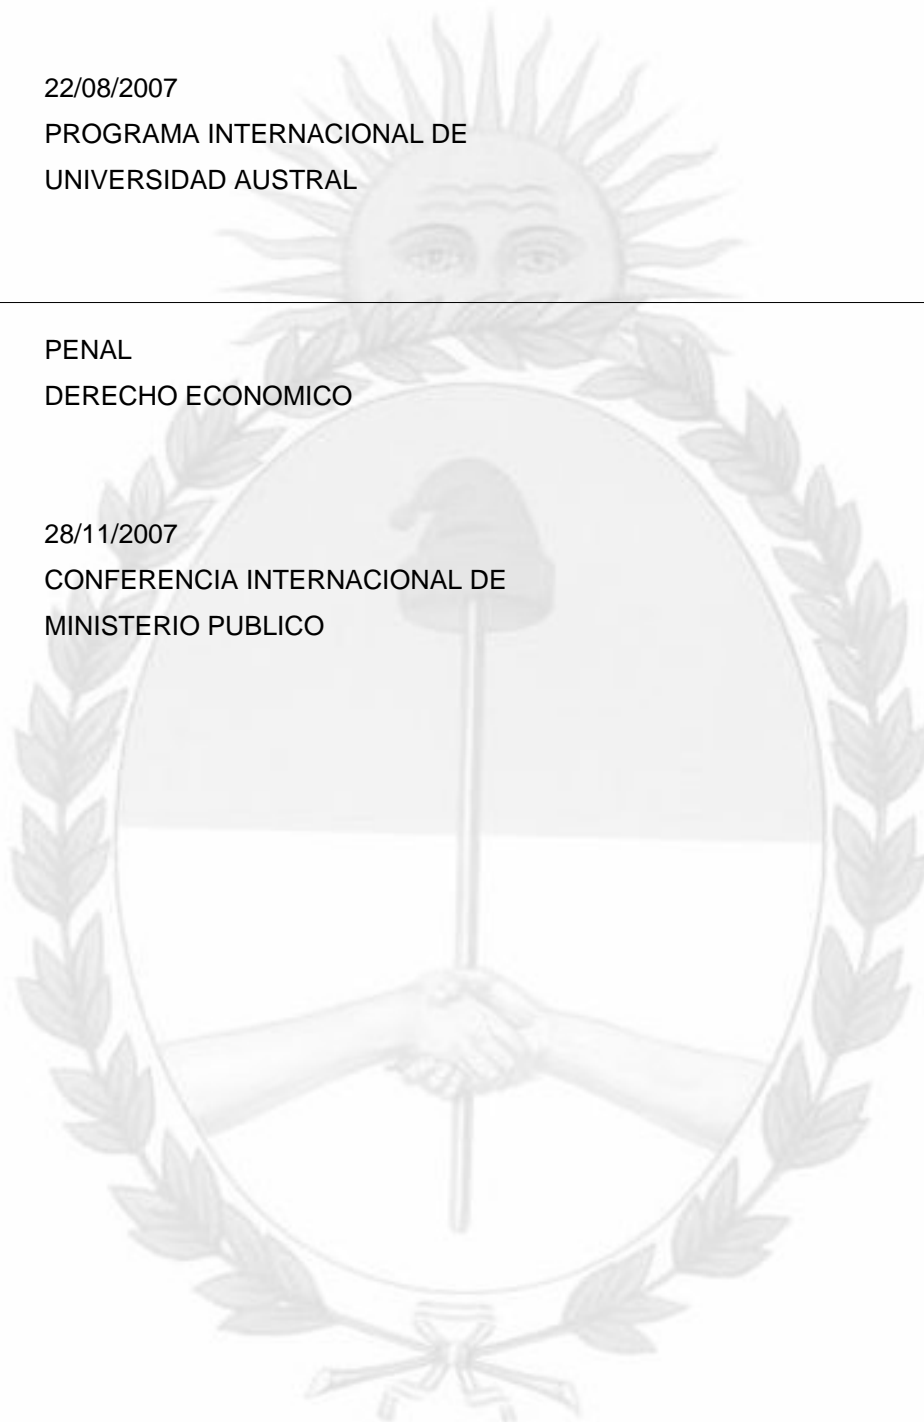 22/08/2007
PROGRAMA INTERNACIONAL DE
UNIVERSIDAD AUSTRAL
PENAL
DERECHO ECONOMICO
28/11/2007
CONFERENCIA INTERNACIONAL DE
MINISTERIO PUBLICO